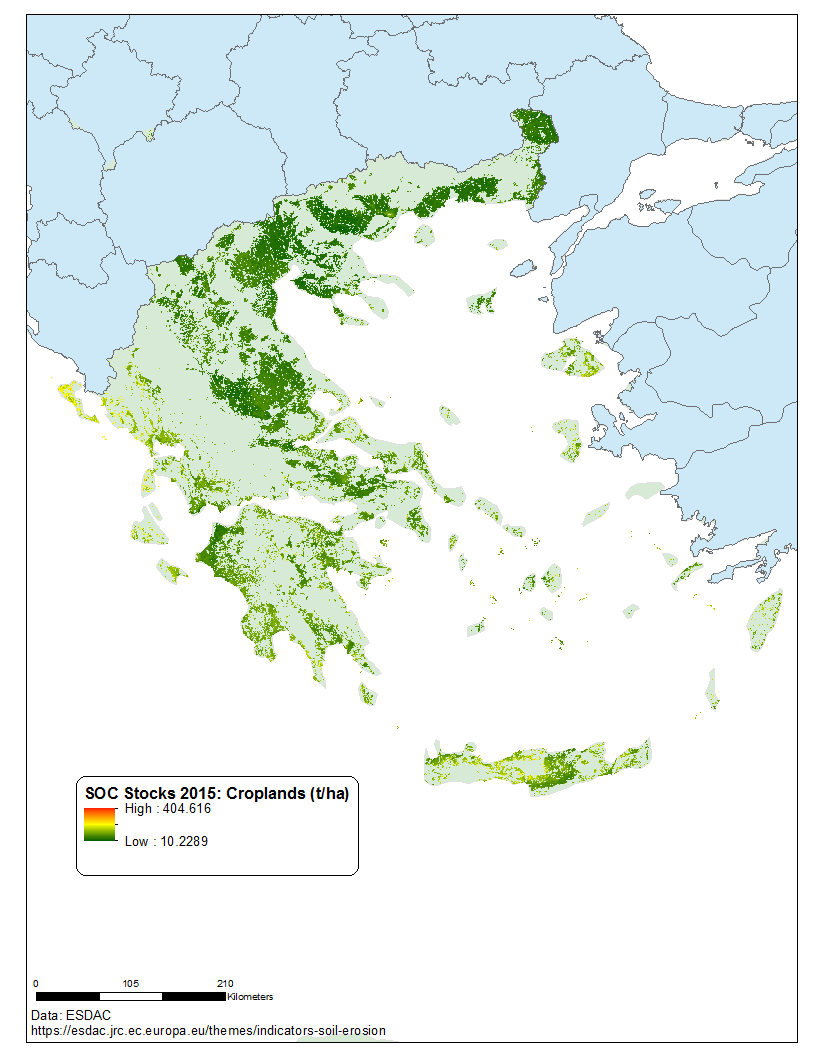 SOC Stocks 2015: Croplands (t/ha)
High : 404.616
Low : 10.2289
0 105 210
Kilometers
Data: ESDAC
https://esdac.jrc.ec.europa.eu/themes/indicators-soil-erosion